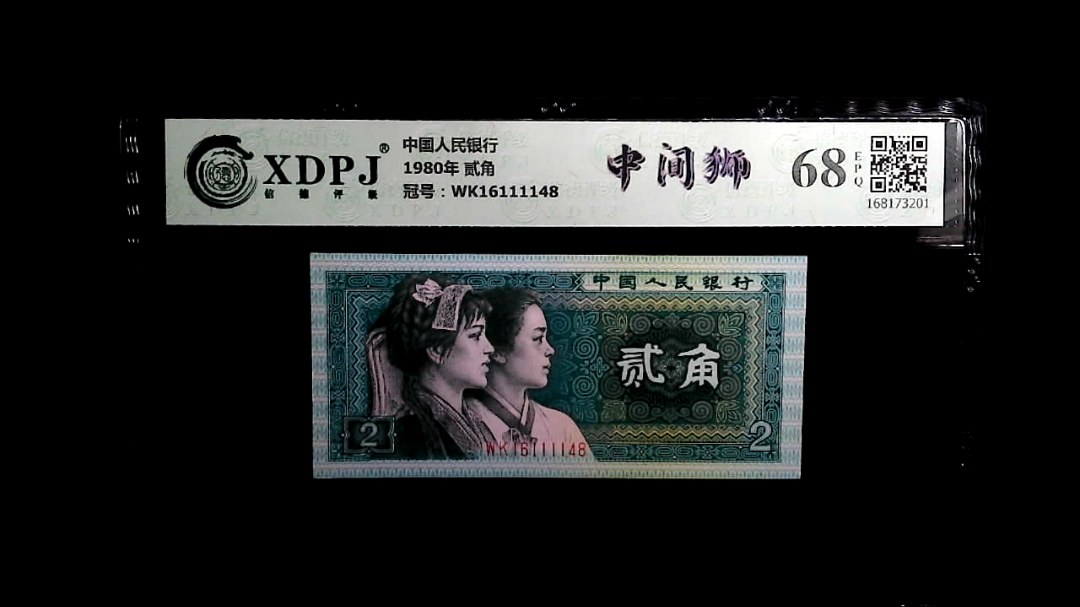 XDPJ®
信德评级
中国人民银行
1980年 贰角
冠号：WK16111148
中间狮
68
EPQ
168173201
中国人民银行
贰角
2
2
WK16111148